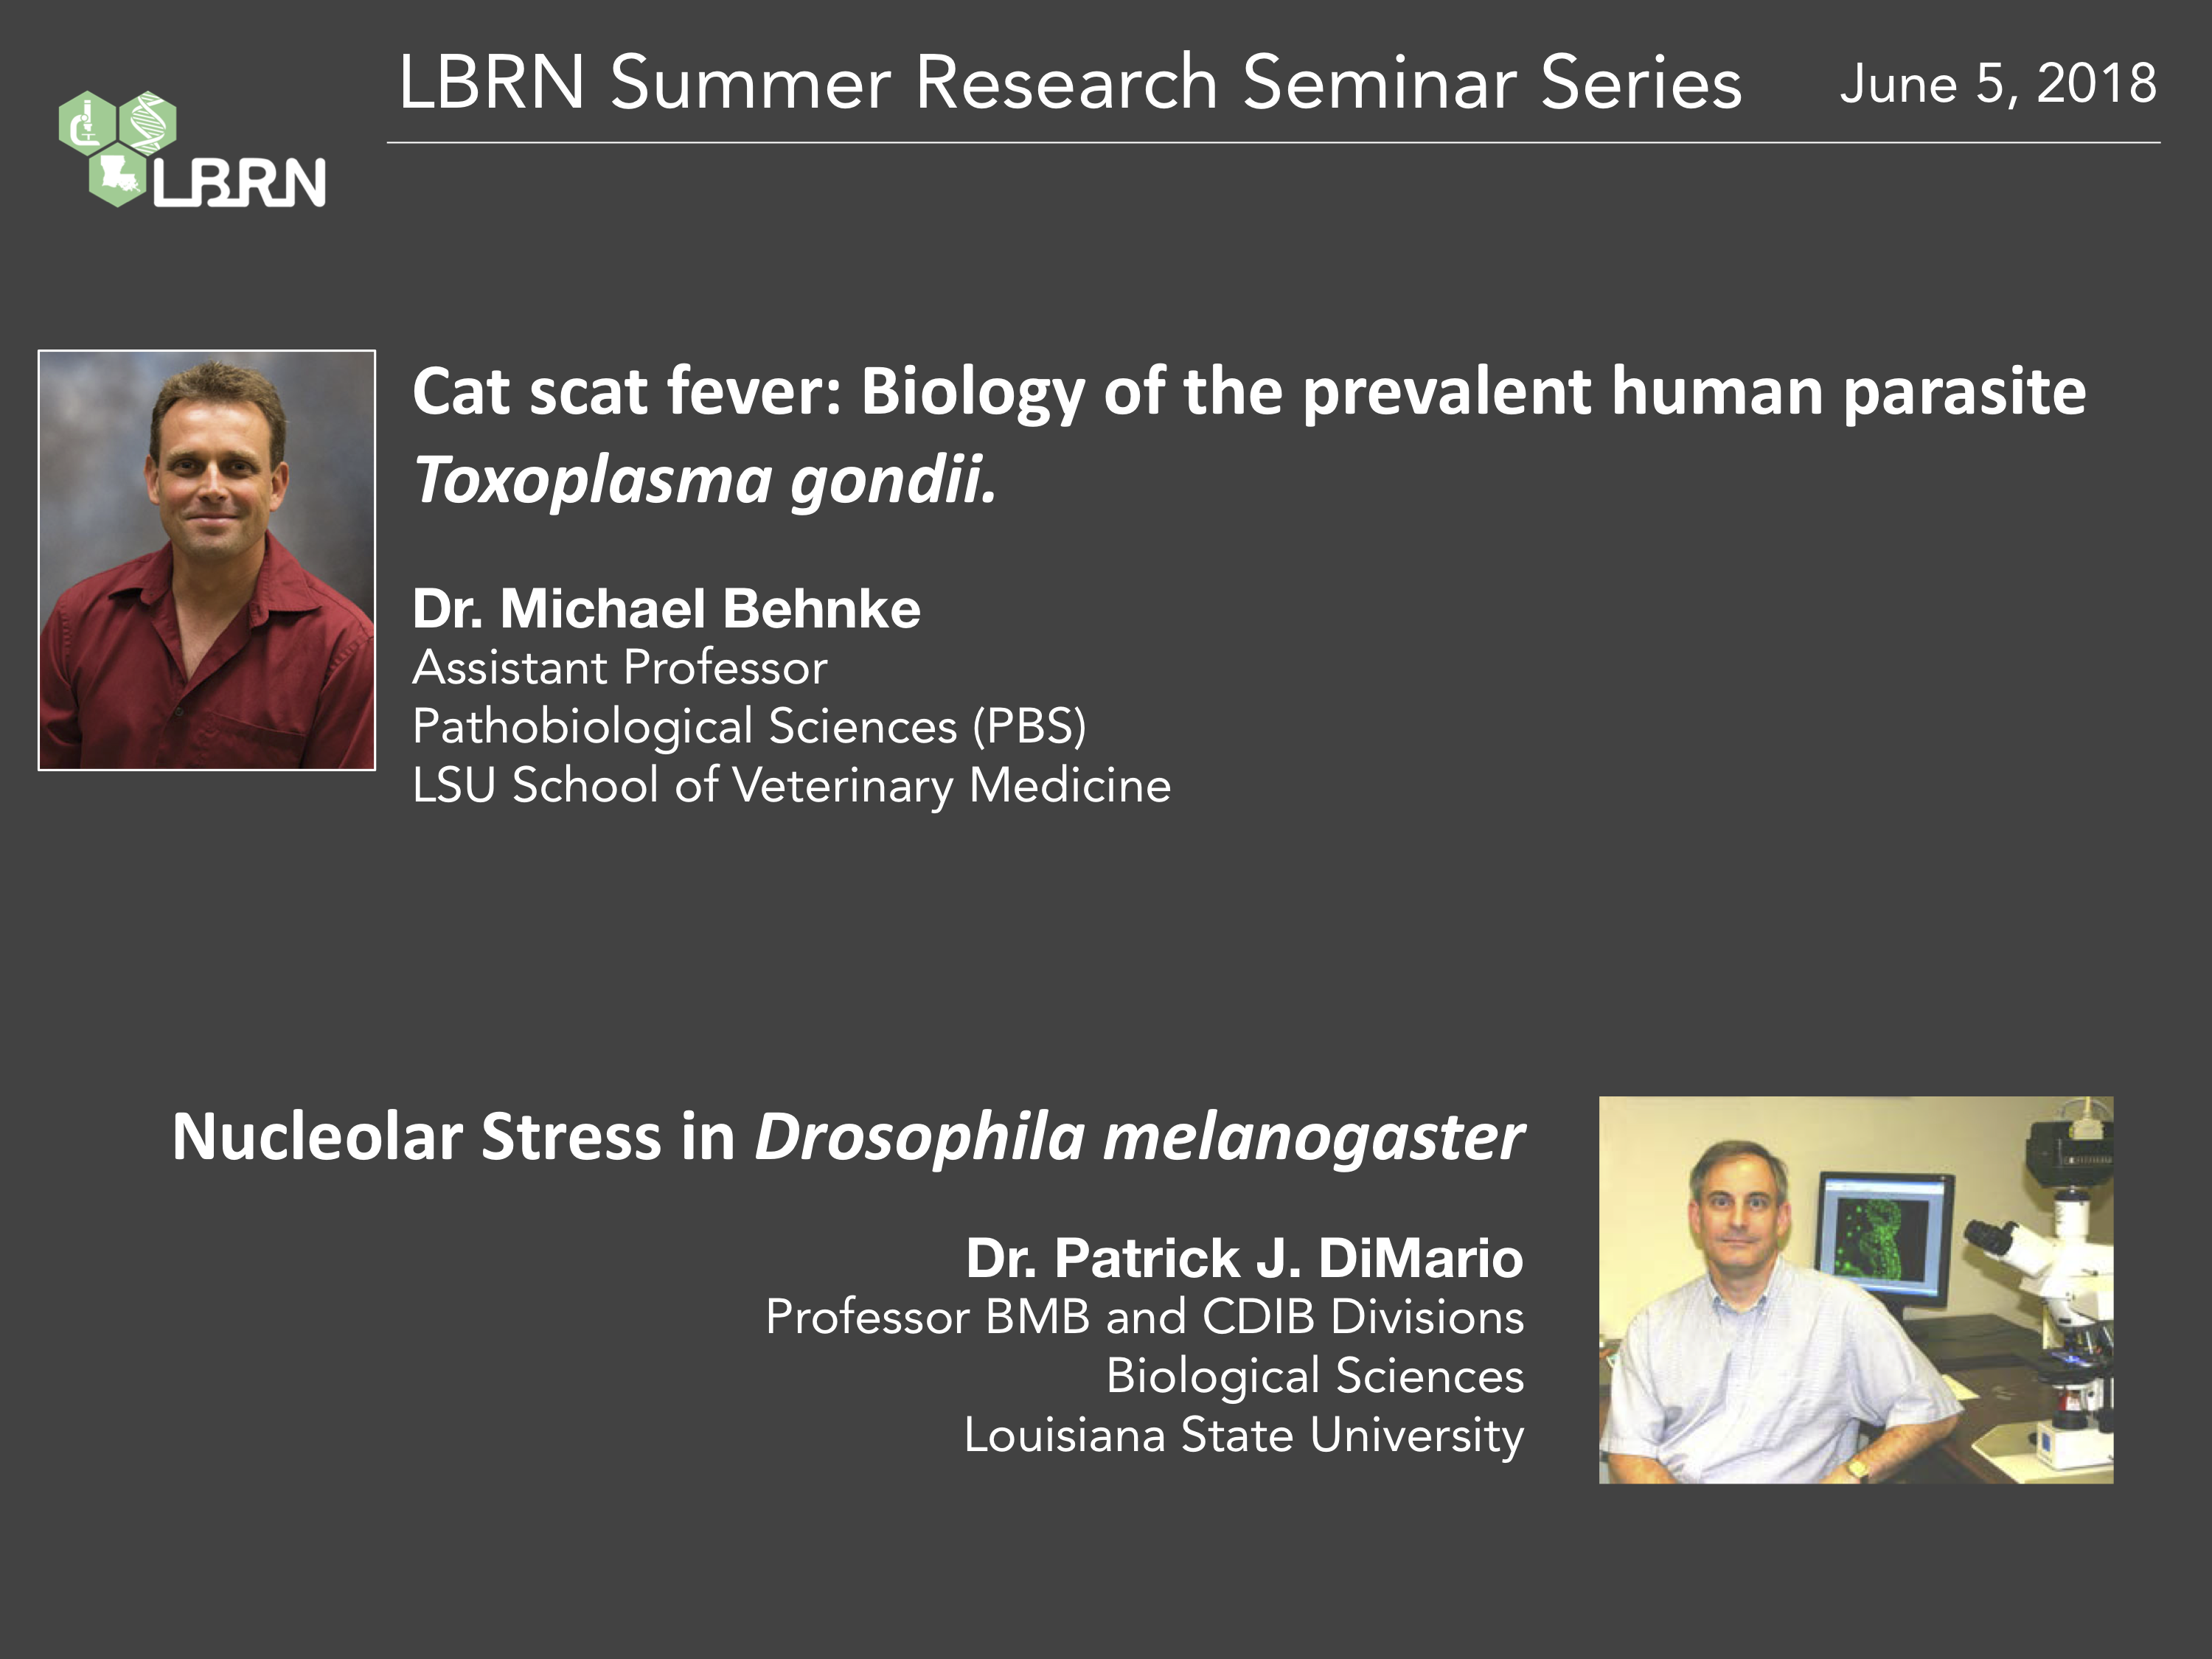 LBRN Summer Research Seminar Series
June 5, 2018
LBRN
Cat scat fever: Biology of the prevalent human parasite
Toxoplasma gondii.
Dr. Michael Behnke
Assistant Professor
Pathobiological Sciences (PBS)
LSU School of Veterinary Medicine
Nucleolar Stress in Drosophila melanogaster
Dr. Patrick J. DiMario
Professor BMB and CDIB Divisions
Biological Sciences
Louisiana State University